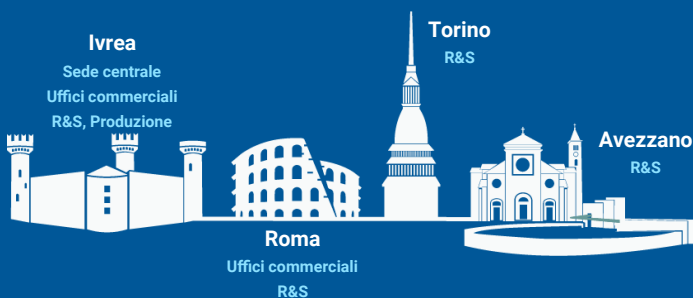 Ivrea
Sede centrale
Uffici commerciali
R&S, Produzione
Torino
R&S
Avezzano
R&S
Roma
Uffici commerciali
R&S